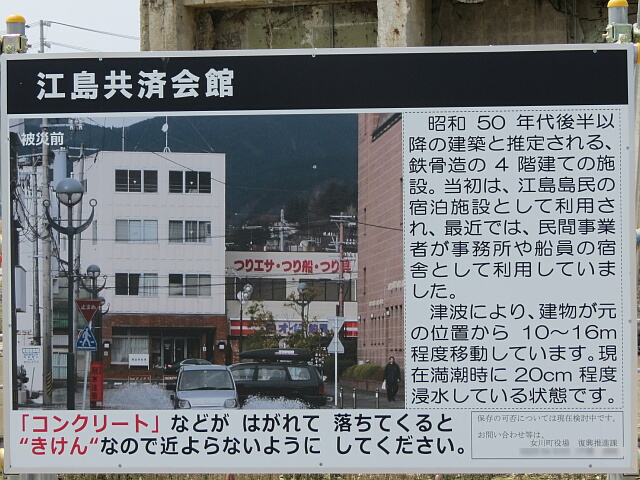 江島共済会館
被災前
つりエサ・つり船・つり具
止まれ
昭和 50 年代後半以
降の建築と推定される、
鉄骨造の 4 階建ての施
設。当初は、江島島民の
宿泊施設として利用さ
れ、最近では、民間事業
者が事務所や船員の宿
舎として利用していま
した。
津波により、建物が元
の位置から 10～16m
程度移動しています。現
在満潮時に 20cm 程度
浸水している状態です。
「コンクリート」などが はがれて 落ちてくると
“きけん“なので近よらないように してください。
保存の可否については現在検討中です。
お問い合わせ等は、
女川町役場 復興推進課